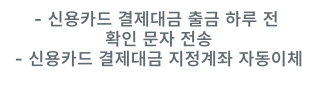 - 신용카드 결제대금 출금 하루 전
확인 문자 전송
- 신용카드 결제대금 지정계좌 자동이체